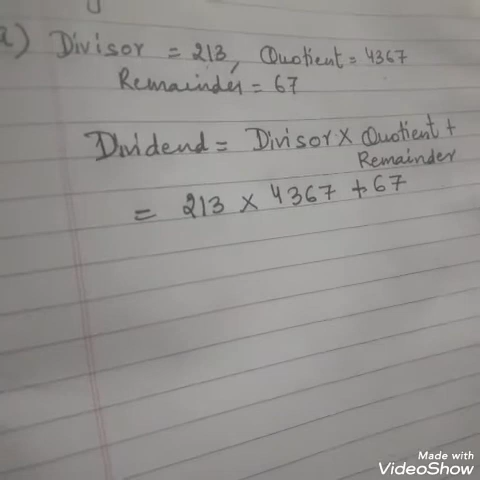 a) Divisor = 213, Quotient = 4367
Remainder = 67
Dividend = Divisor × Quotient +
Remainder
= 213 × 4367 + 67
Made with
VideoShow